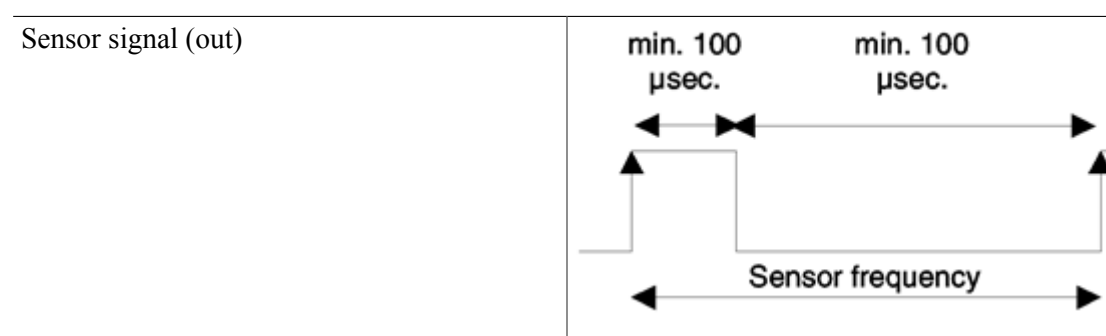 Sensor signal (out)
min. 100
µsec.
min. 100
µsec.
Sensor frequency